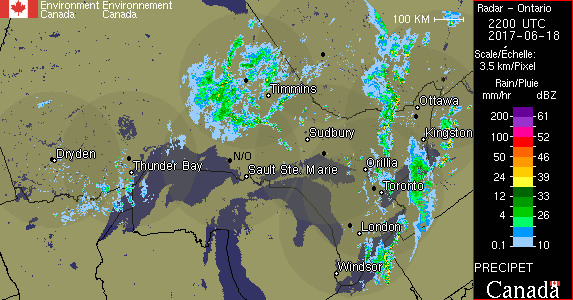 Environment Environnement
Canada Canada
100 KM
Timmins
Ottawa
Sudbury
Kingston
Dryden
Thunder Bay
N/O
Sault Ste. Marie
Orillia
Toronto
London
Windsor
Radar - Ontario
2200 UTC
2017-06-18
Scale/Échelle:
3.5 km/Pixel
Rain/Pluie
mm/hr dBZ
200 61
100 52
50 46
24 39
12 33
4 26
0.1 10
PRECIPET
Canada